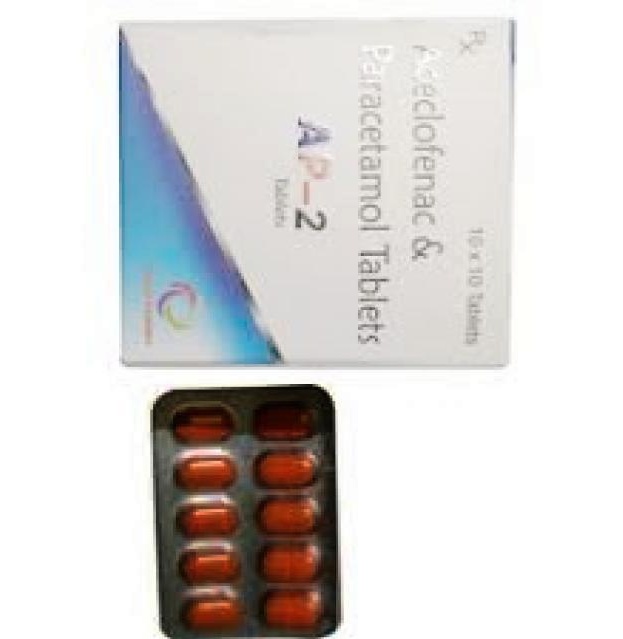 Rx
10 x 10 Tablets
Aceclofenac &
Paracetamol Tablets
AP-2
Tablets